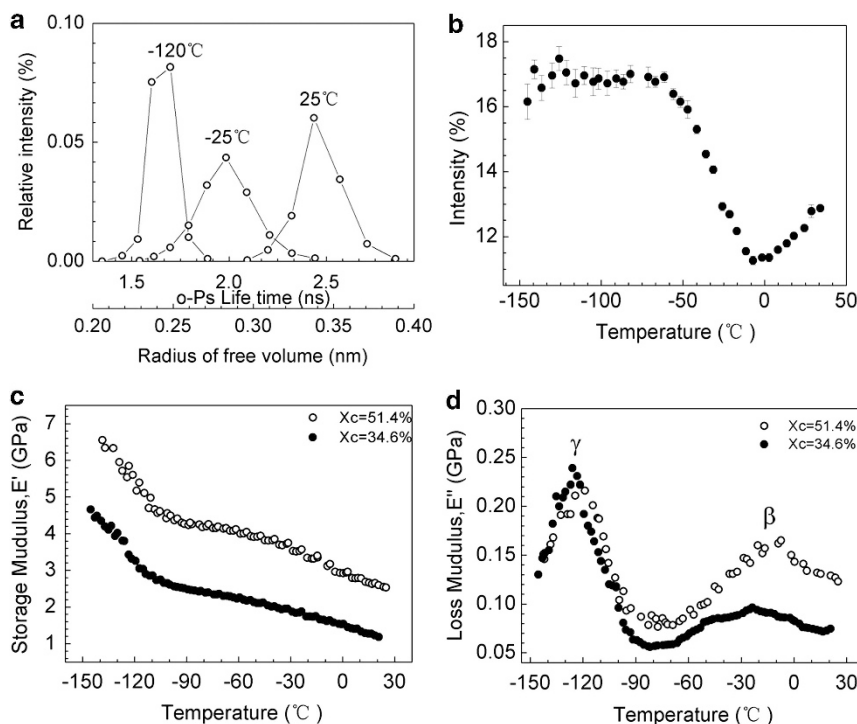 a
0.10
0.05
0.00
Relative intensity (%)
-120℃
-25℃
25℃
1.5 2.0 2.5
o-Ps Life time (ns)
0.20 0.25 0.30 0.35 0.40
Radius of free volume (nm)
b
18
16
14
12
Intensity (%)
-150 -100 -50 0 50
Temperature (℃)
c
7
6
5
4
3
2
1
Storage Modulus,E' (GPa)
Xc=51.4%
Xc=34.6%
-150 -120 -90 -60 -30 0 30
Temperature (℃)
d
0.30
0.25
0.20
0.15
0.10
0.05
Loss Modulus,E" (GPa)
Xc=51.4%
Xc=34.6%
γ
β
-150 -120 -90 -60 -30 0 30
Temperature (℃)